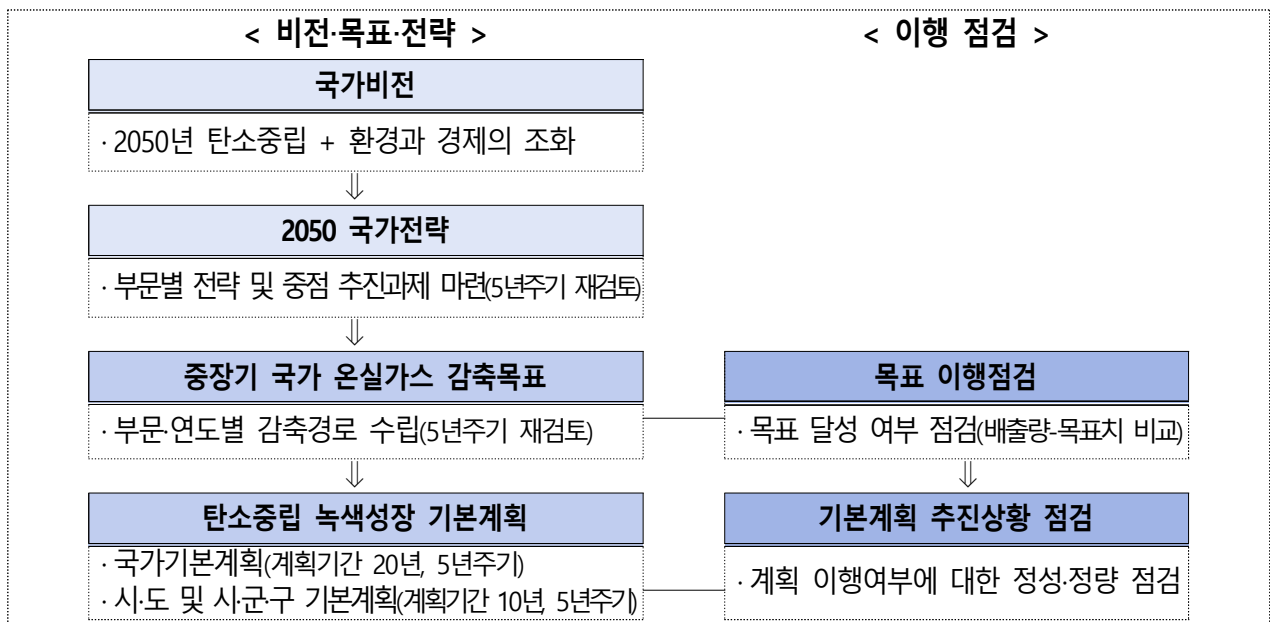 < 비전·목표·전략 >
국가비전
· 2050년 탄소중립 + 환경과 경제의 조화
⇓
2050 국가전략
· 부문별 전략 및 중점 추진과제 마련(5년주기 재검토)
⇓
중장기 국가 온실가스 감축목표
· 부문·연도별 감축경로 수립(5년주기 재검토)
⇓
탄소중립 녹색성장 기본계획
· 국가기본계획(계획기간 20년, 5년주기)
· 시·도 및 시·군·구 기본계획(계획기간 10년, 5년주기)
< 이행 점검 >
목표 이행점검
· 목표 달성 여부 점검(배출량-목표치 비교)
⇓
기본계획 추진상황 점검
· 계획 이행여부에 대한 정성·정량 점검